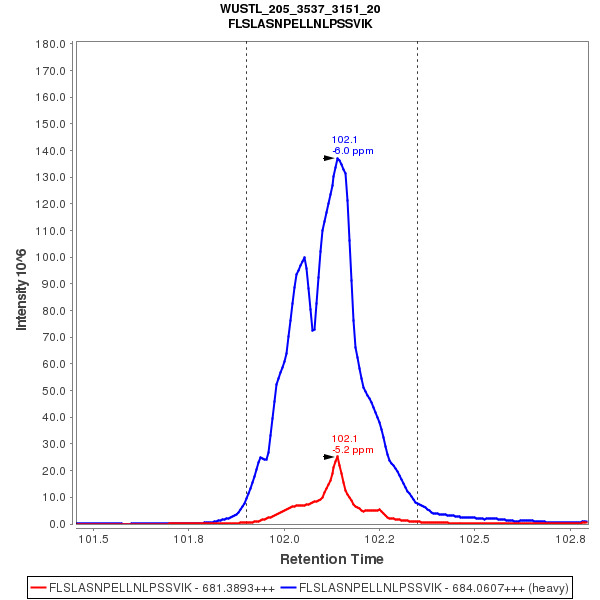 WUSTL_205_3537_3151_20
FLSLASNPELLNLPSSVIK
180.0
170.0
160.0
150.0
140.0
130.0
120.0
110.0
100.0
90.0
80.0
70.0
60.0
50.0
40.0
30.0
20.0
10.0
0.0
Intensity 10^6
102.1
-6.0 ppm
102.1
-5.2 ppm
101.5 101.8 102.0 102.2 102.5 102.8
Retention Time
FLSLASNPELLNLPSSVIK - 681.3893+++ FLSLASNPELLNLPSSVIK - 684.0607+++ (heavy)